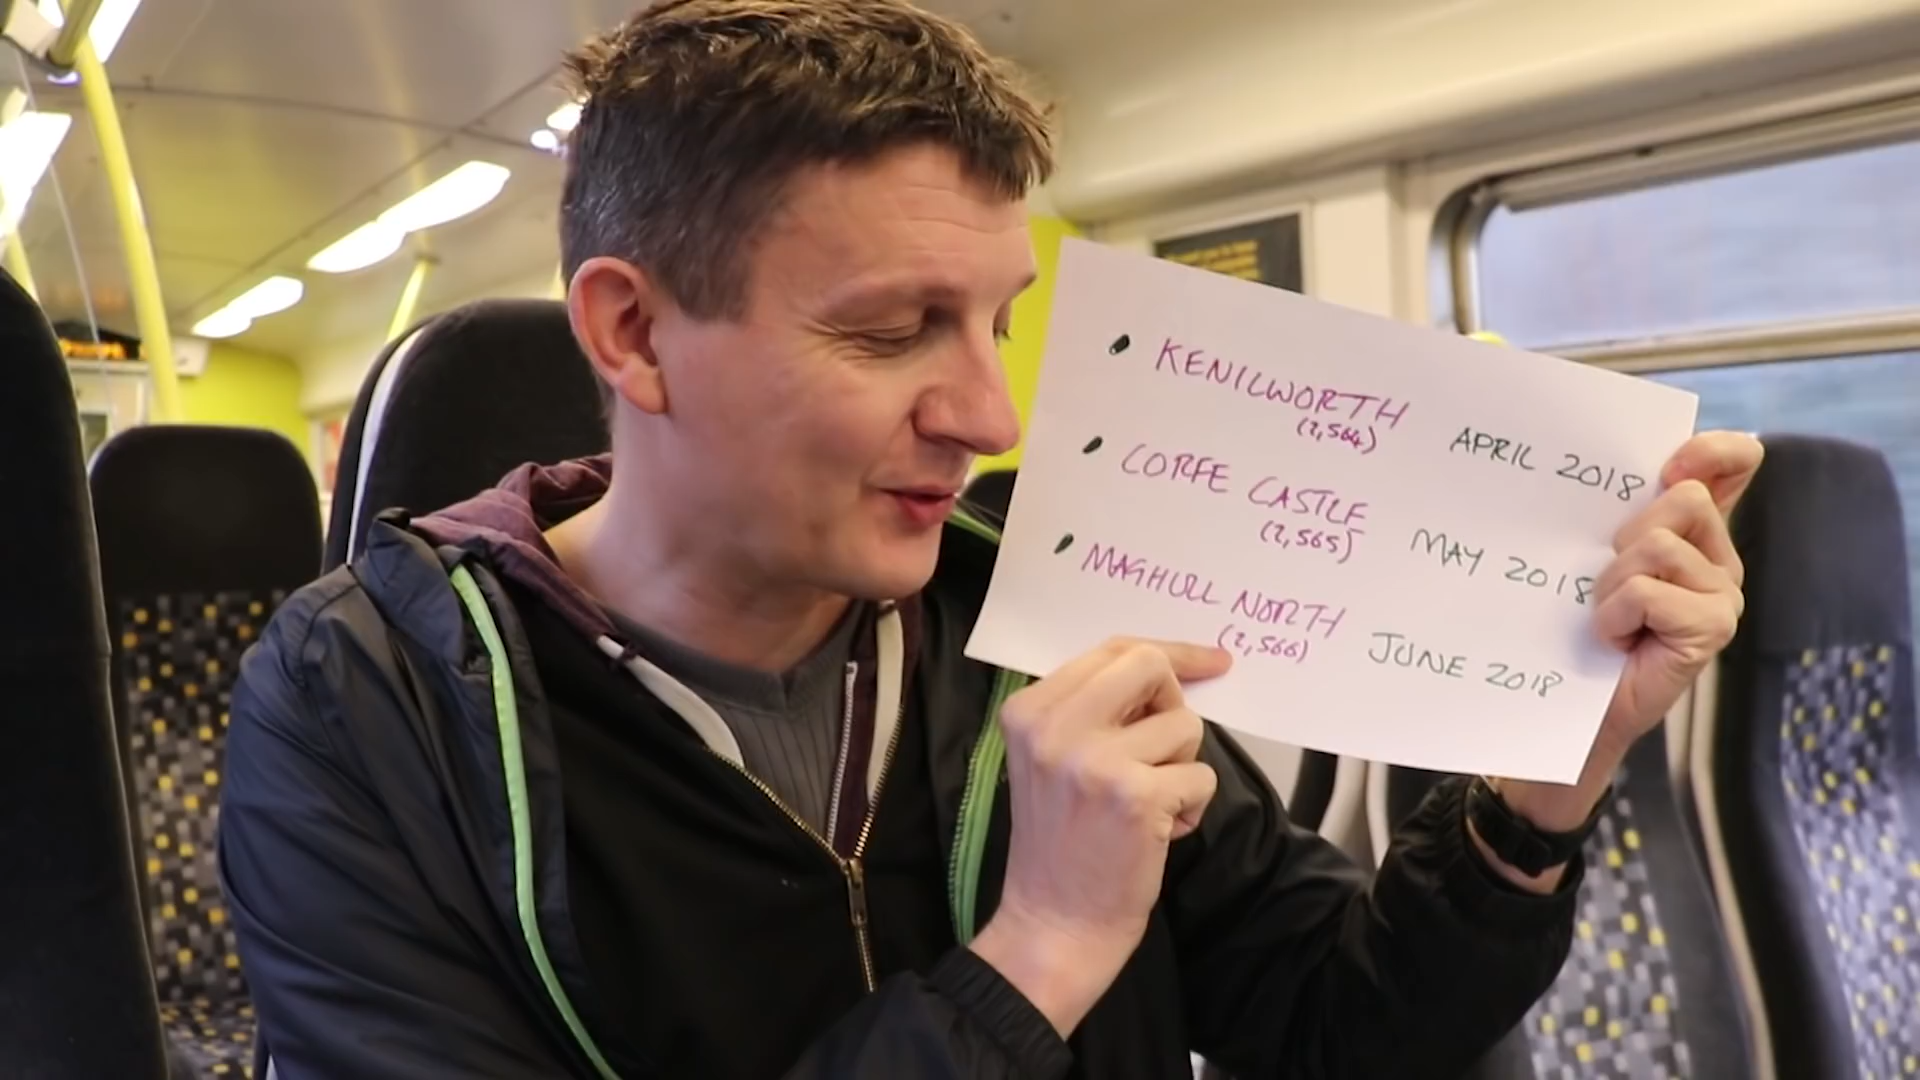 KENILWORTH APRIL 2018
(2,564)
CORFE CASTLE MAY 2018
(2,565)
MAGHULL NORTH JUNE 2018
(2,566)